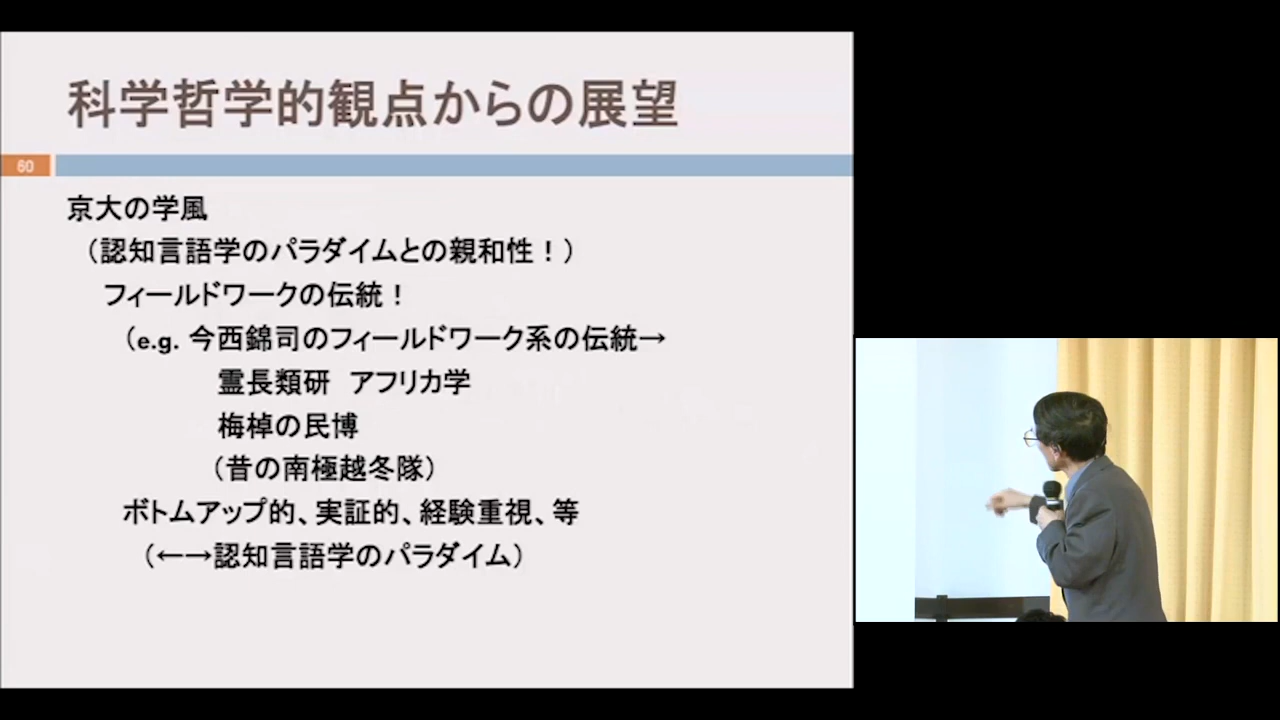 科学哲学的観点からの展望
60
京大の学風
（認知言語学のパラダイムとの親和性！）
フィールドワークの伝統！
（e.g. 今西錦司のフィールドワーク系の伝統→
霊長類研　アフリカ学
梅棹の民博
（昔の南極越冬隊）
ボトムアップ的、実証的、経験重視、等
（←→認知言語学のパラダイム）